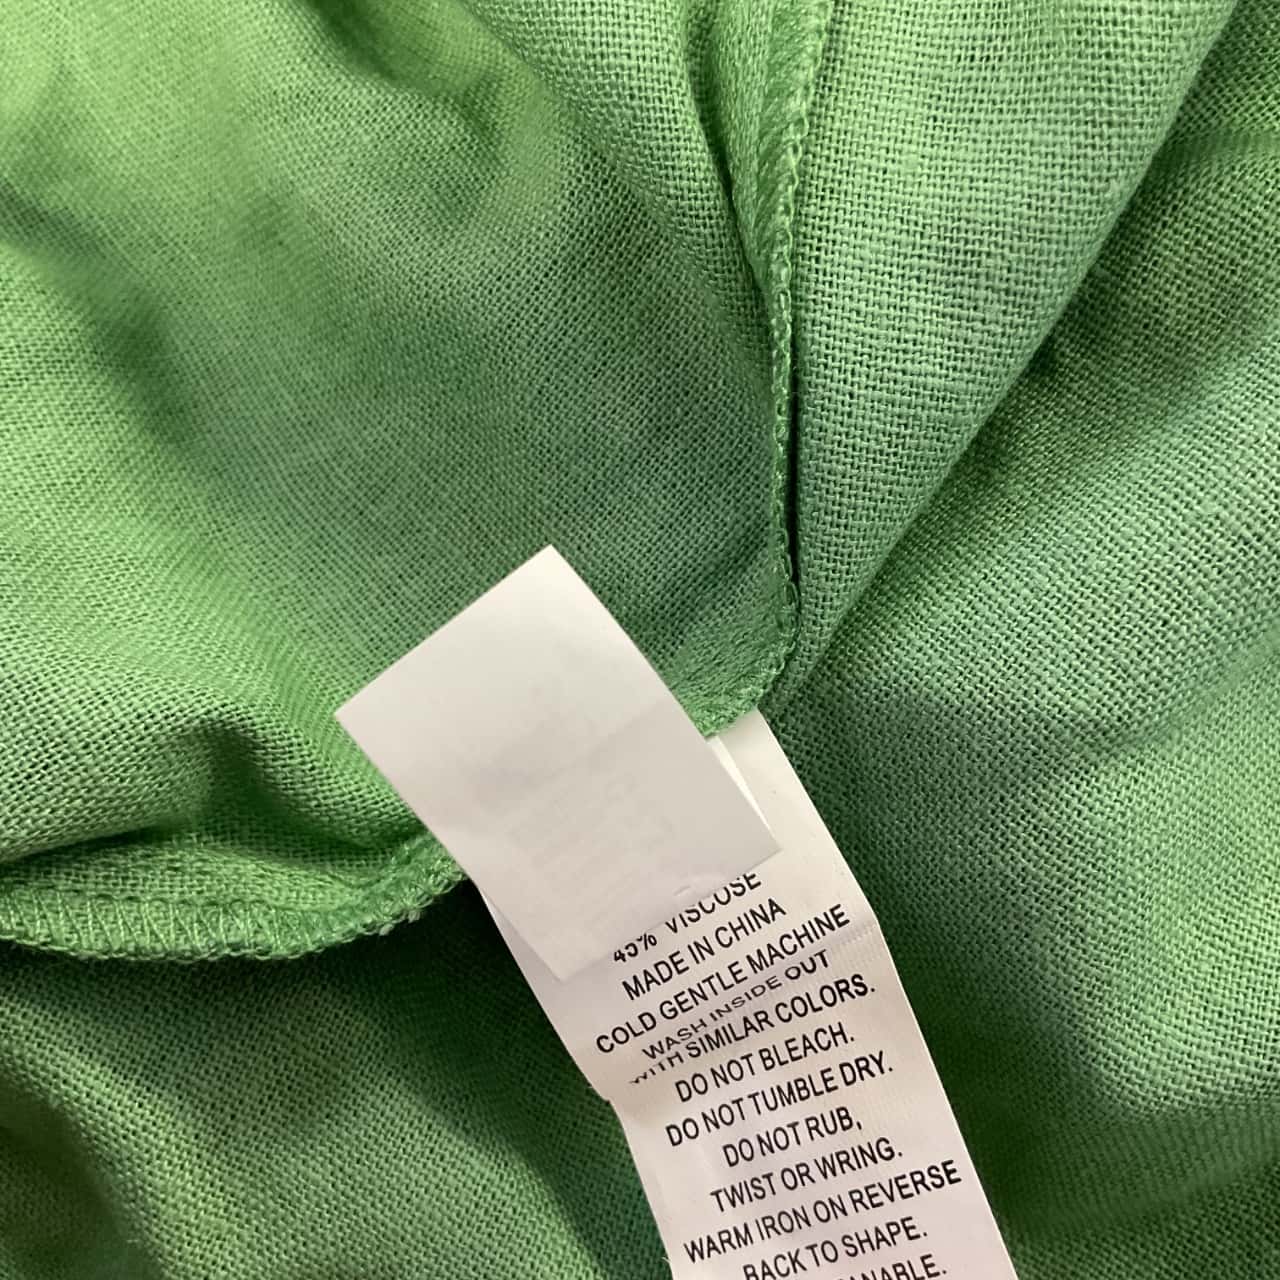 45% VISCOSE
MADE IN CHINA
COLD GENTLE MACHINE
WASH INSIDE OUT
WITH SIMILAR COLORS.
DO NOT BLEACH.
DO NOT TUMBLE DRY.
DO NOT RUB,
TWIST OR WRING.
WARM IRON ON REVERSE
BACK TO SHAPE.